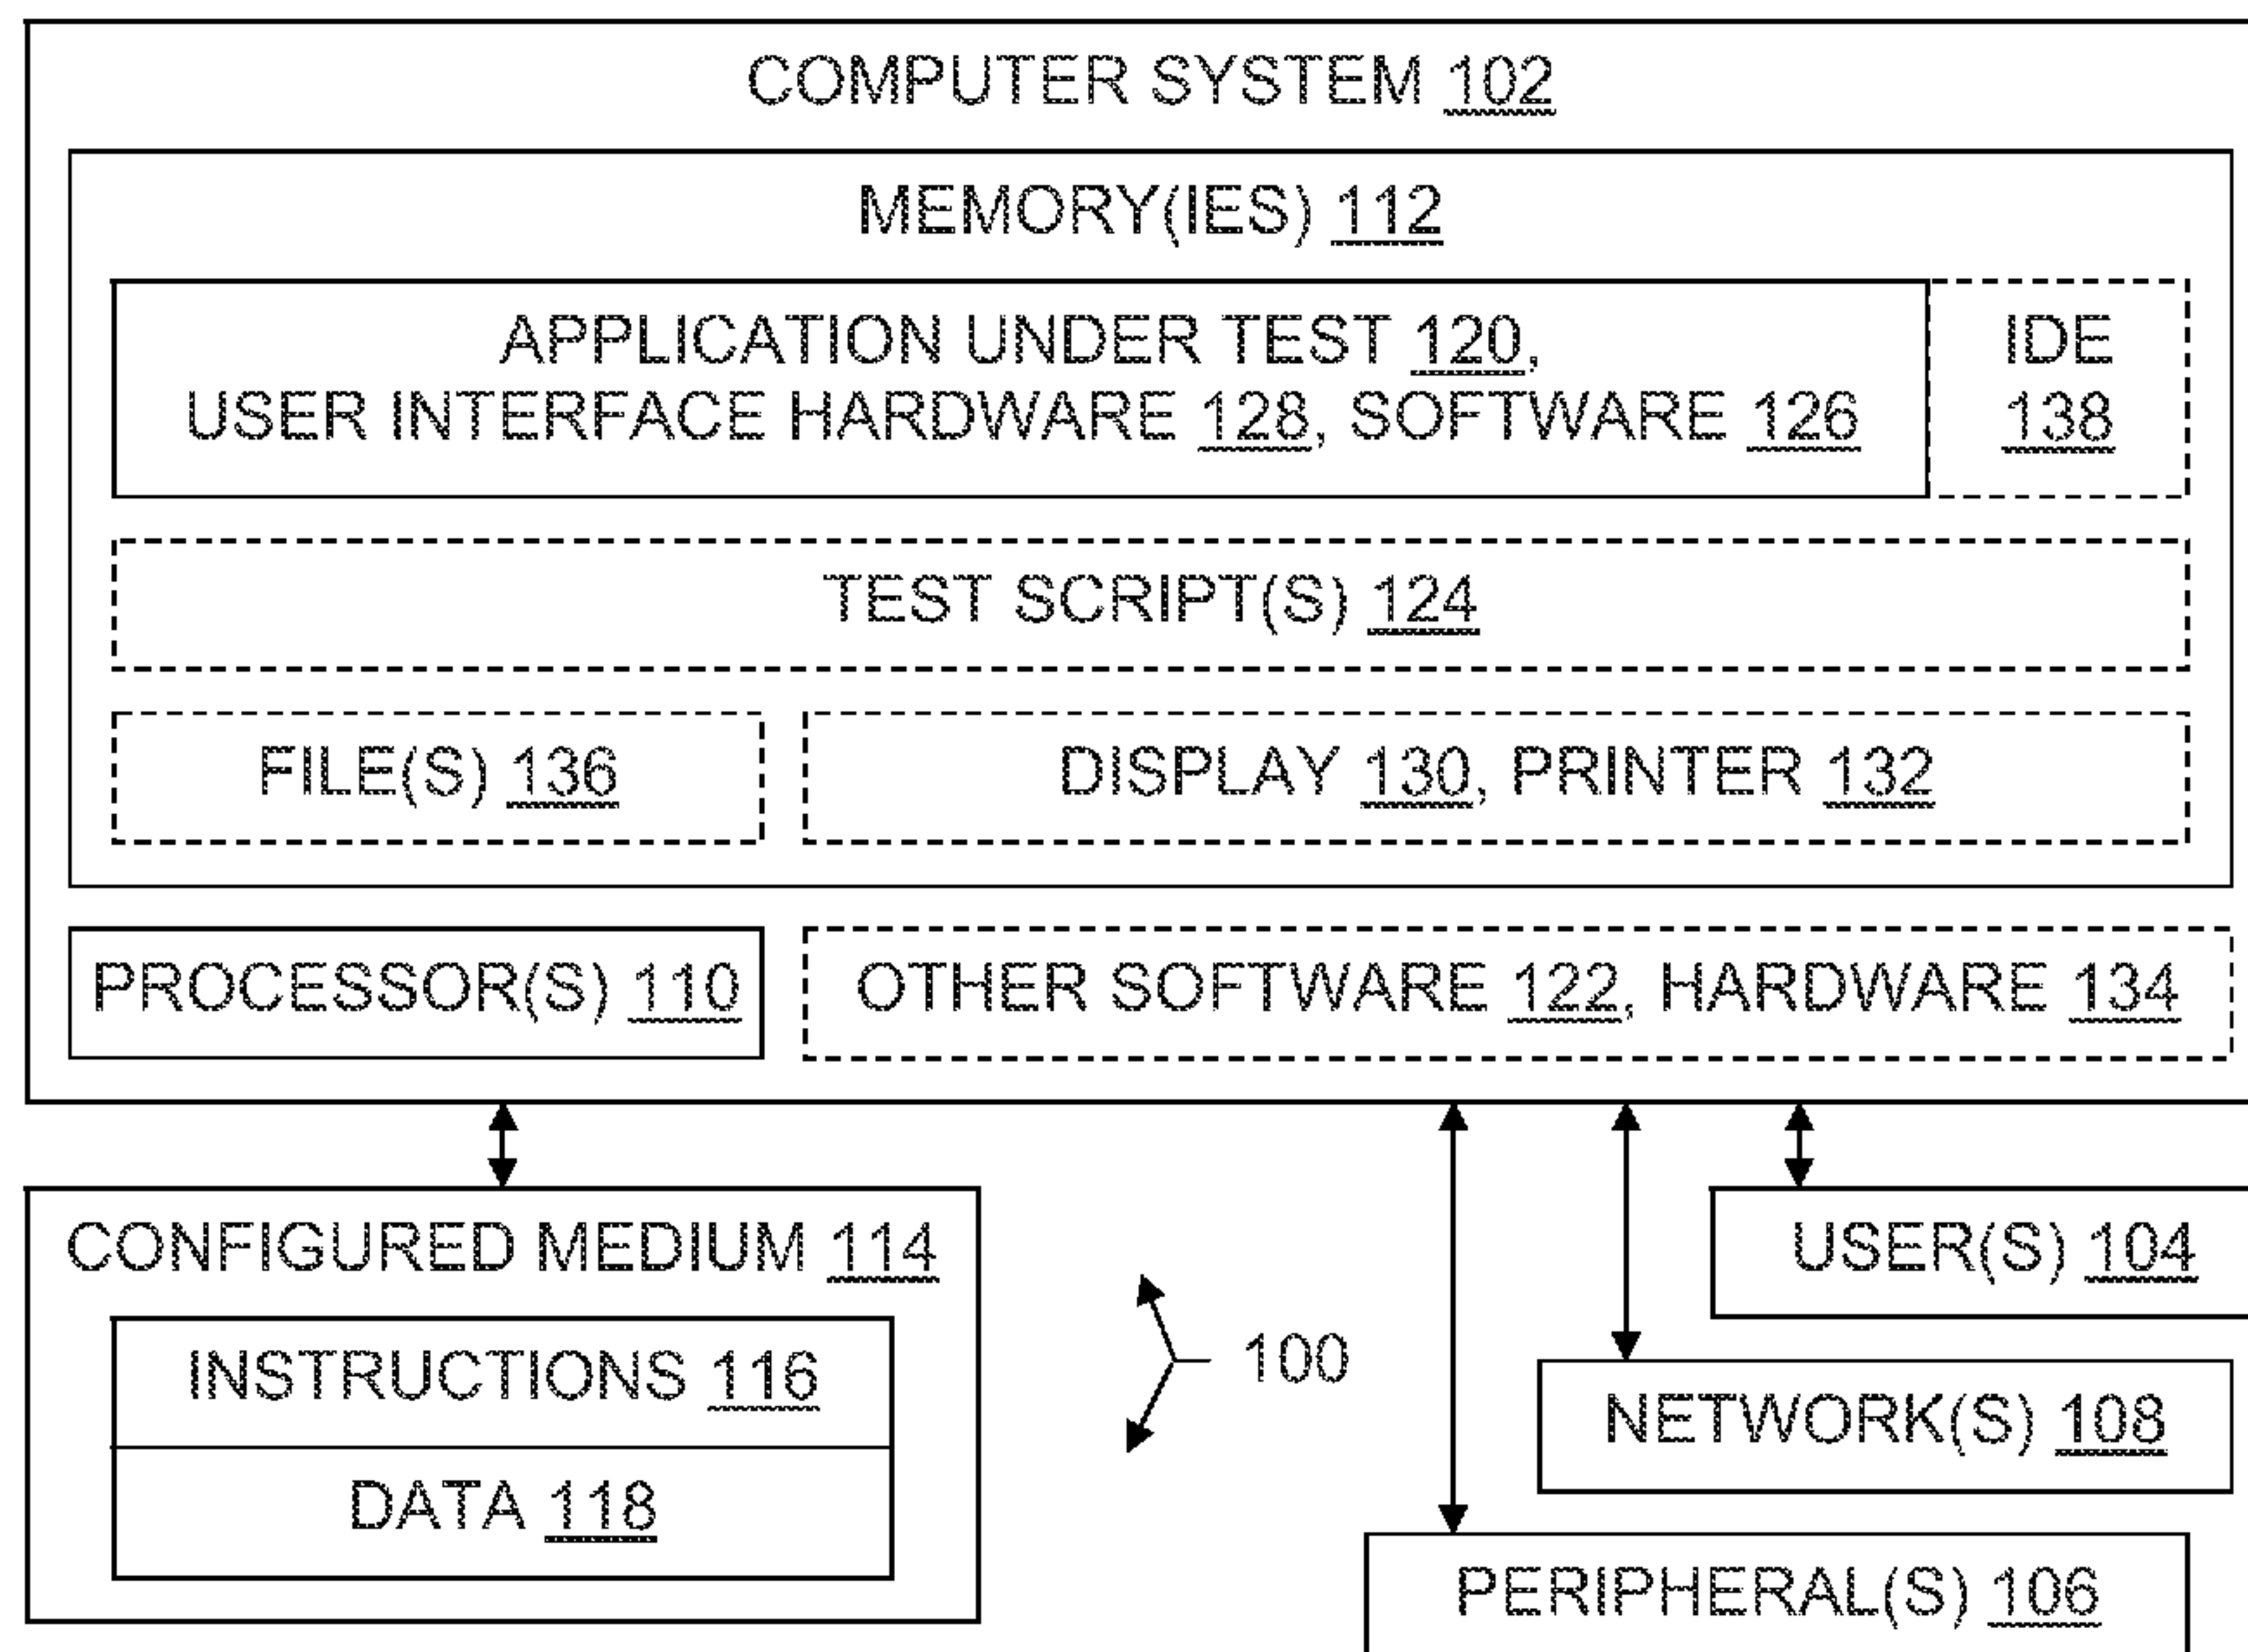 COMPUTER SYSTEM 102
MEMORY(IES) 112
APPLICATION UNDER TEST 120,
USER INTERFACE HARDWARE 128, SOFTWARE 126
IDE
138
TEST SCRIPT(S) 124
FILE(S) 136
DISPLAY 130, PRINTER 132
PROCESSOR(S) 110
OTHER SOFTWARE 122, HARDWARE 134
CONFIGURED MEDIUM 114
INSTRUCTIONS 116
DATA 118
100
USER(S) 104
NETWORK(S) 108
PERIPHERAL(S) 106